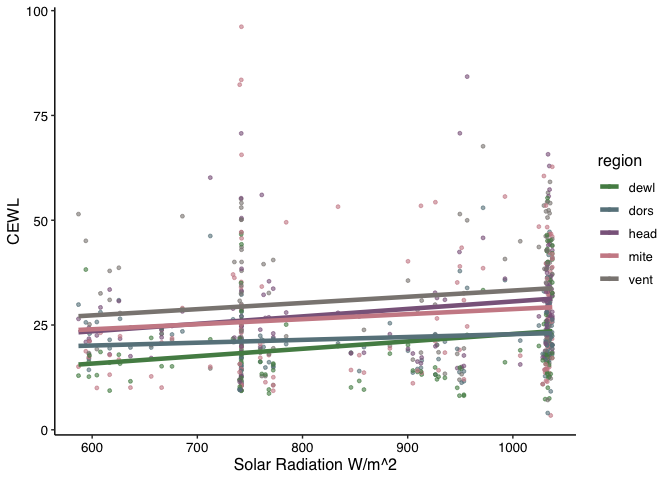 100
75
50
25
0
CEWL
600 700 800 900 1000
Solar Radiation W/m^2
region
dewl
dors
head
mite
vent